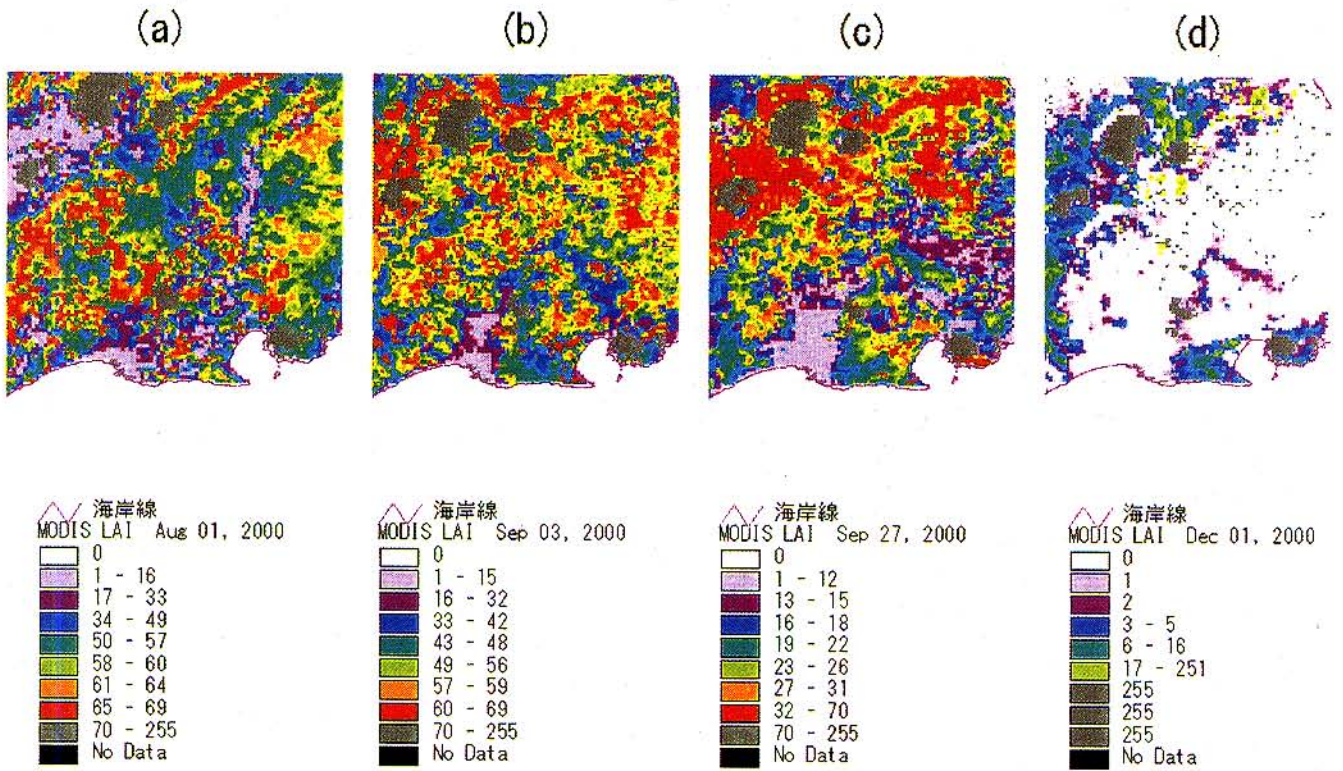 (a)
(b)
(c)
(d)
海岸線
MODIS LAI Aug 01, 2000
0
1 - 16
17 - 33
34 - 49
50 - 57
58 - 60
61 - 64
65 - 69
70 - 255
No Data
海岸線
MODIS LAI Sep 03, 2000
0
1 - 15
16 - 32
33 - 42
43 - 48
49 - 56
57 - 59
60 - 69
70 - 255
No Data
海岸線
MODIS LAI Sep 27, 2000
0
1 - 12
13 - 15
16 - 18
19 - 22
23 - 26
27 - 31
32 - 70
70 - 255
No Data
海岸線
MODIS LAI Dec 01, 2000
0
1
2
3 - 5
6 - 16
17 - 251
255
255
255
No Data